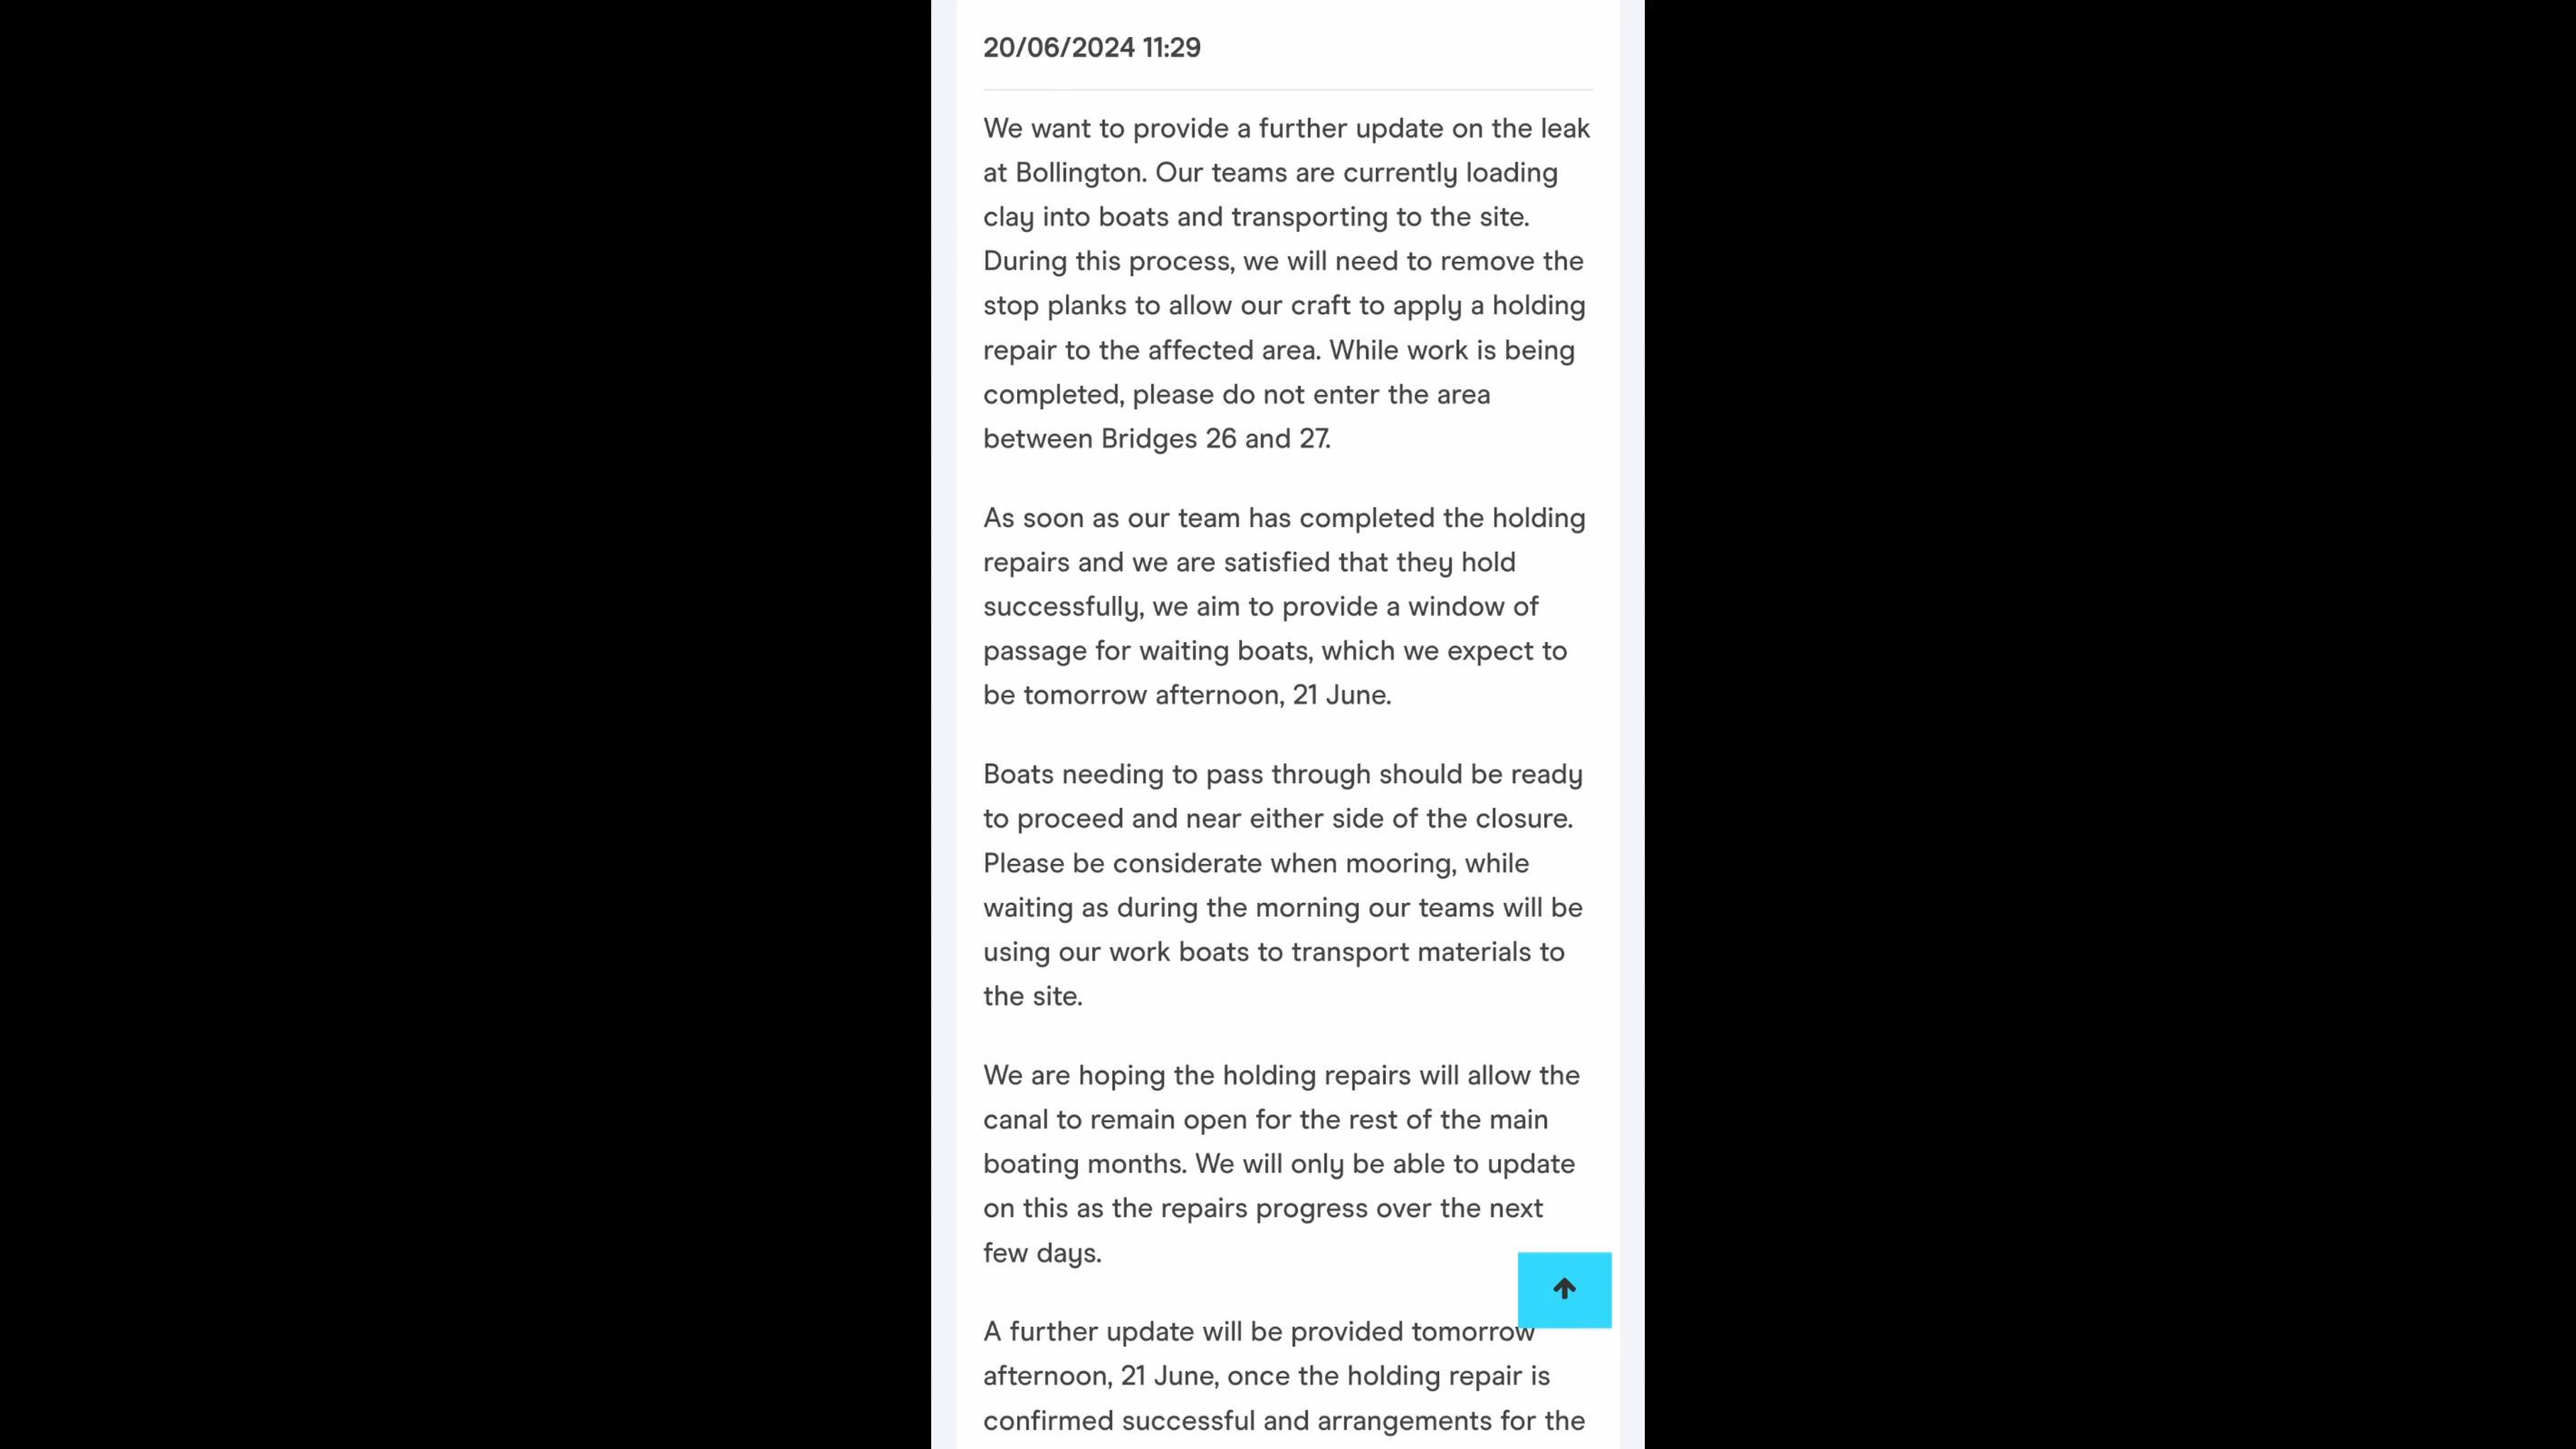 20/06/2024 11:29
We want to provide a further update on the leak
at Bollington. Our teams are currently loading
clay into boats and transporting to the site.
During this process, we will need to remove the
stop planks to allow our craft to apply a holding
repair to the affected area. While work is being
completed, please do not enter the area
between Bridges 26 and 27.
As soon as our team has completed the holding
repairs and we are satisfied that they hold
successfully, we aim to provide a window of
passage for waiting boats, which we expect to
be tomorrow afternoon, 21 June.
Boats needing to pass through should be ready
to proceed and near either side of the closure.
Please be considerate when mooring, while
waiting as during the morning our teams will be
using our work boats to transport materials to
the site.
We are hoping the holding repairs will allow the
canal to remain open for the rest of the main
boating months. We will only be able to update
on this as the repairs progress over the next
few days.
A further update will be provided tomorrow
afternoon, 21 June, once the holding repair is
confirmed successful and arrangements for the